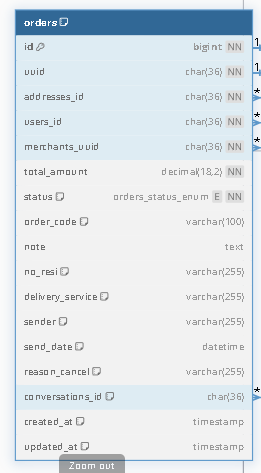 orders
id bigint NN 1
uuid char(36) NN 1
addresses_id char(36) NN *
users_id char(36) NN *
merchants_uuid char(36) NN *
total_amount decimal(18,2) NN
status orders_status_enum E NN
order_code varchar(100)
note text
no_resi varchar(255)
delivery_service varchar(255)
sender varchar(255)
send_date datetime
reason_cancel varchar(255)
conversations_id char(36) *
created_at timestamp
updated_at timestamp
Zoom out